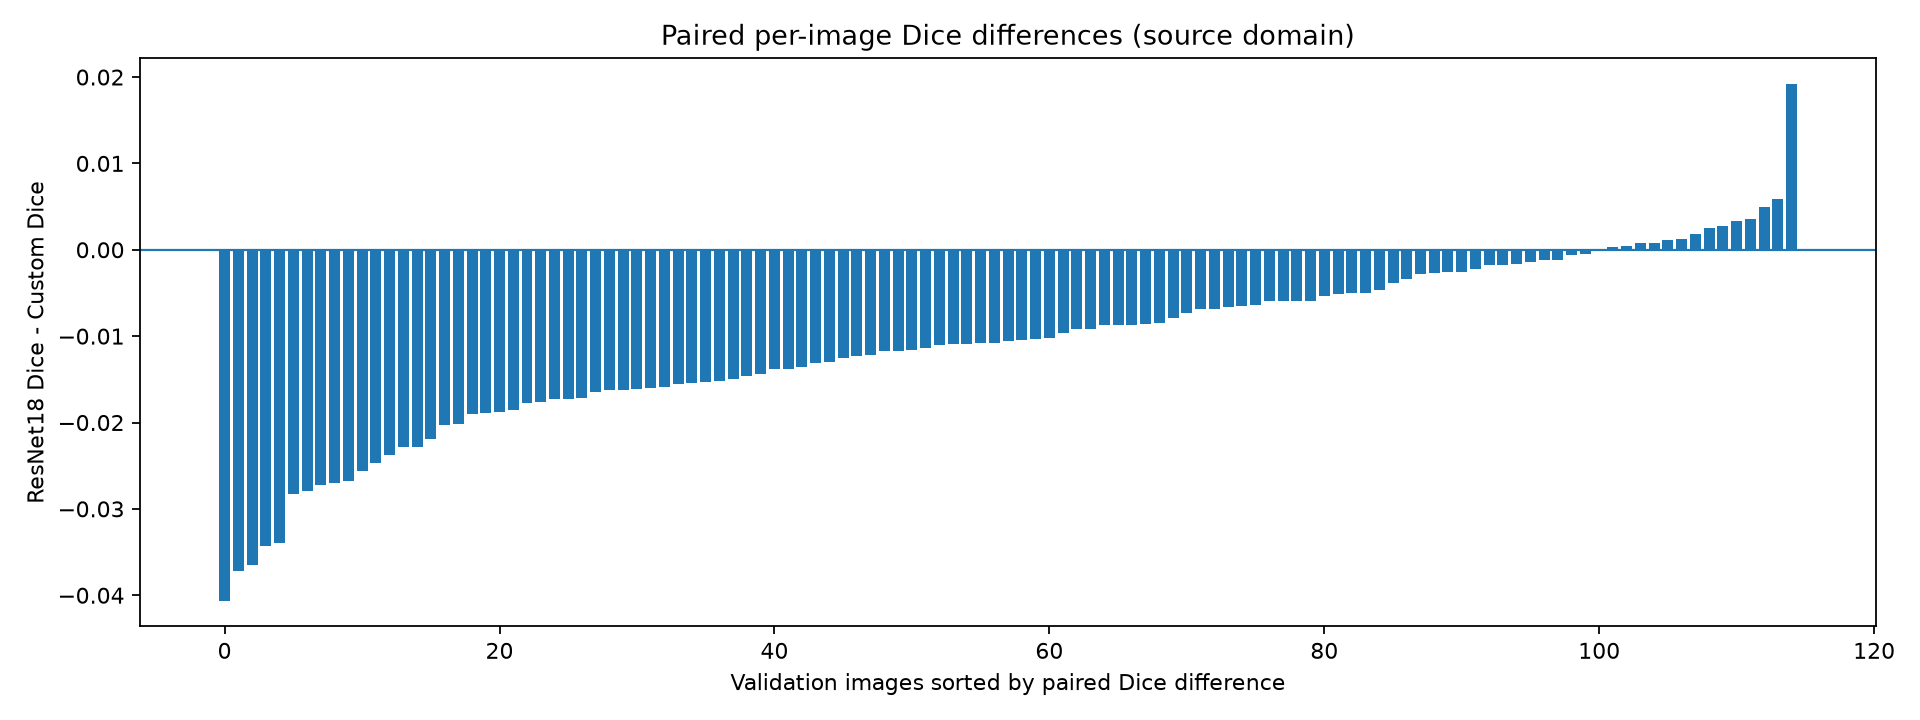 Paired per-image Dice differences (source domain)
0.02
0.01
0.00
−0.01
−0.02
−0.03
−0.04
ResNet18 Dice - Custom Dice
0 20 40 60 80 100 120
Validation images sorted by paired Dice difference